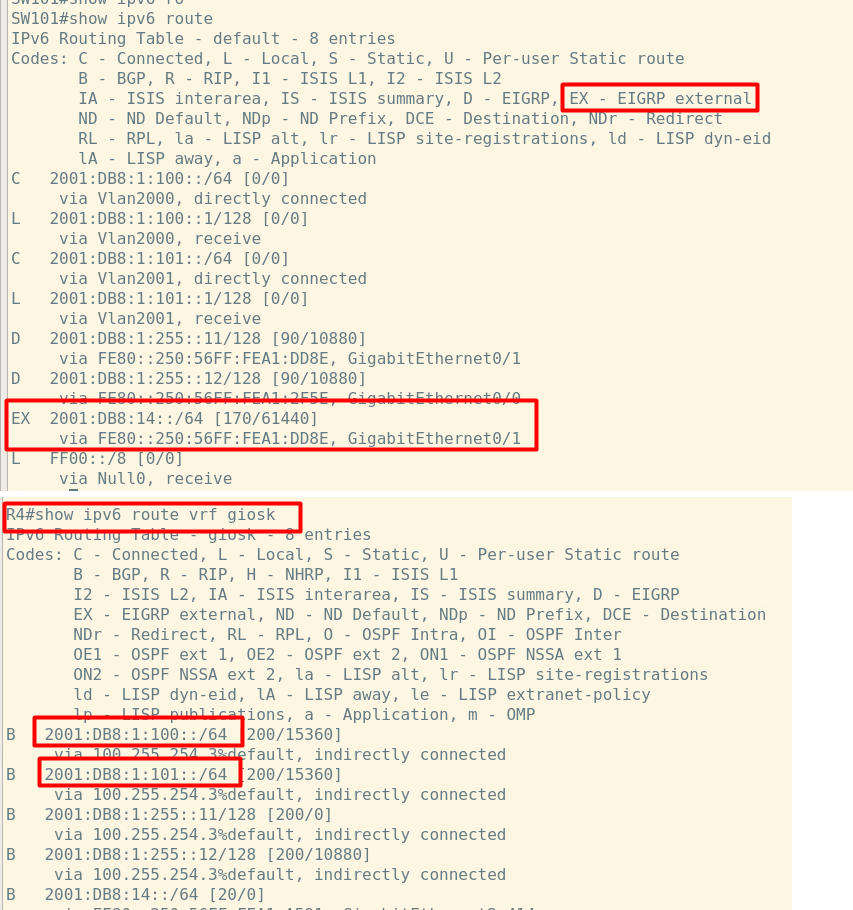 SW101#show ipv6 ro
SW101#show ipv6 route
IPv6 Routing Table - default - 8 entries
Codes: C - Connected, L - Local, S - Static, U - Per-user Static route
B - BGP, R - RIP, I1 - ISIS L1, I2 - ISIS L2
IA - ISIS interarea, IS - ISIS summary, D - EIGRP, EX - EIGRP external
ND - ND Default, NDp - ND Prefix, DCE - Destination, NDr - Redirect
RL - RPL, la - LISP alt, lr - LISP site-registrations, ld - LISP dyn-eid
lA - LISP away, a - Application
C 2001:DB8:1:100::/64 [0/0]
via Vlan2000, directly connected
L 2001:DB8:1:100::1/128 [0/0]
via Vlan2000, receive
C 2001:DB8:1:101::/64 [0/0]
via Vlan2001, directly connected
L 2001:DB8:1:101::1/128 [0/0]
via Vlan2001, receive
D 2001:DB8:1:255::11/128 [90/10880]
via FE80::250:56FF:FEA1:DD8E, GigabitEthernet0/1
D 2001:DB8:1:255::12/128 [90/10880]
via FE80::250:56FF:FEA1:2F5E, GigabitEthernet0/0
EX 2001:DB8:14::/64 [170/61440]
via FE80::250:56FF:FEA1:DD8E, GigabitEthernet0/1
L FF00::/8 [0/0]
via Null0, receive
R4#show ipv6 route vrf giosk
IPv6 Routing Table - giosk - 8 entries
Codes: C - Connected, L - Local, S - Static, U - Per-user Static route
B - BGP, R - RIP, H - NHRP, I1 - ISIS L1
I2 - ISIS L2, IA - ISIS interarea, IS - ISIS summary, D - EIGRP
EX - EIGRP external, ND - ND Default, NDp - ND Prefix, DCE - Destination
NDr - Redirect, RL - RPL, O - OSPF Intra, OI - OSPF Inter
OE1 - OSPF ext 1, OE2 - OSPF ext 2, ON1 - OSPF NSSA ext 1
ON2 - OSPF NSSA ext 2, la - LISP alt, lr - LISP site-registrations
ld - LISP dyn-eid, lA - LISP away, le - LISP extranet-policy
lp - LISP publications, a - Application, m - OMP
B 2001:DB8:1:100::/64 [200/15360]
via 100.255.254.3%default, indirectly connected
B 2001:DB8:1:101::/64 [200/15360]
via 100.255.254.3%default, indirectly connected
B 2001:DB8:1:255::11/128 [200/0]
via 100.255.254.3%default, indirectly connected
B 2001:DB8:1:255::12/128 [200/10880]
via 100.255.254.3%default, indirectly connected
B 2001:DB8:14::/64 [20/0]